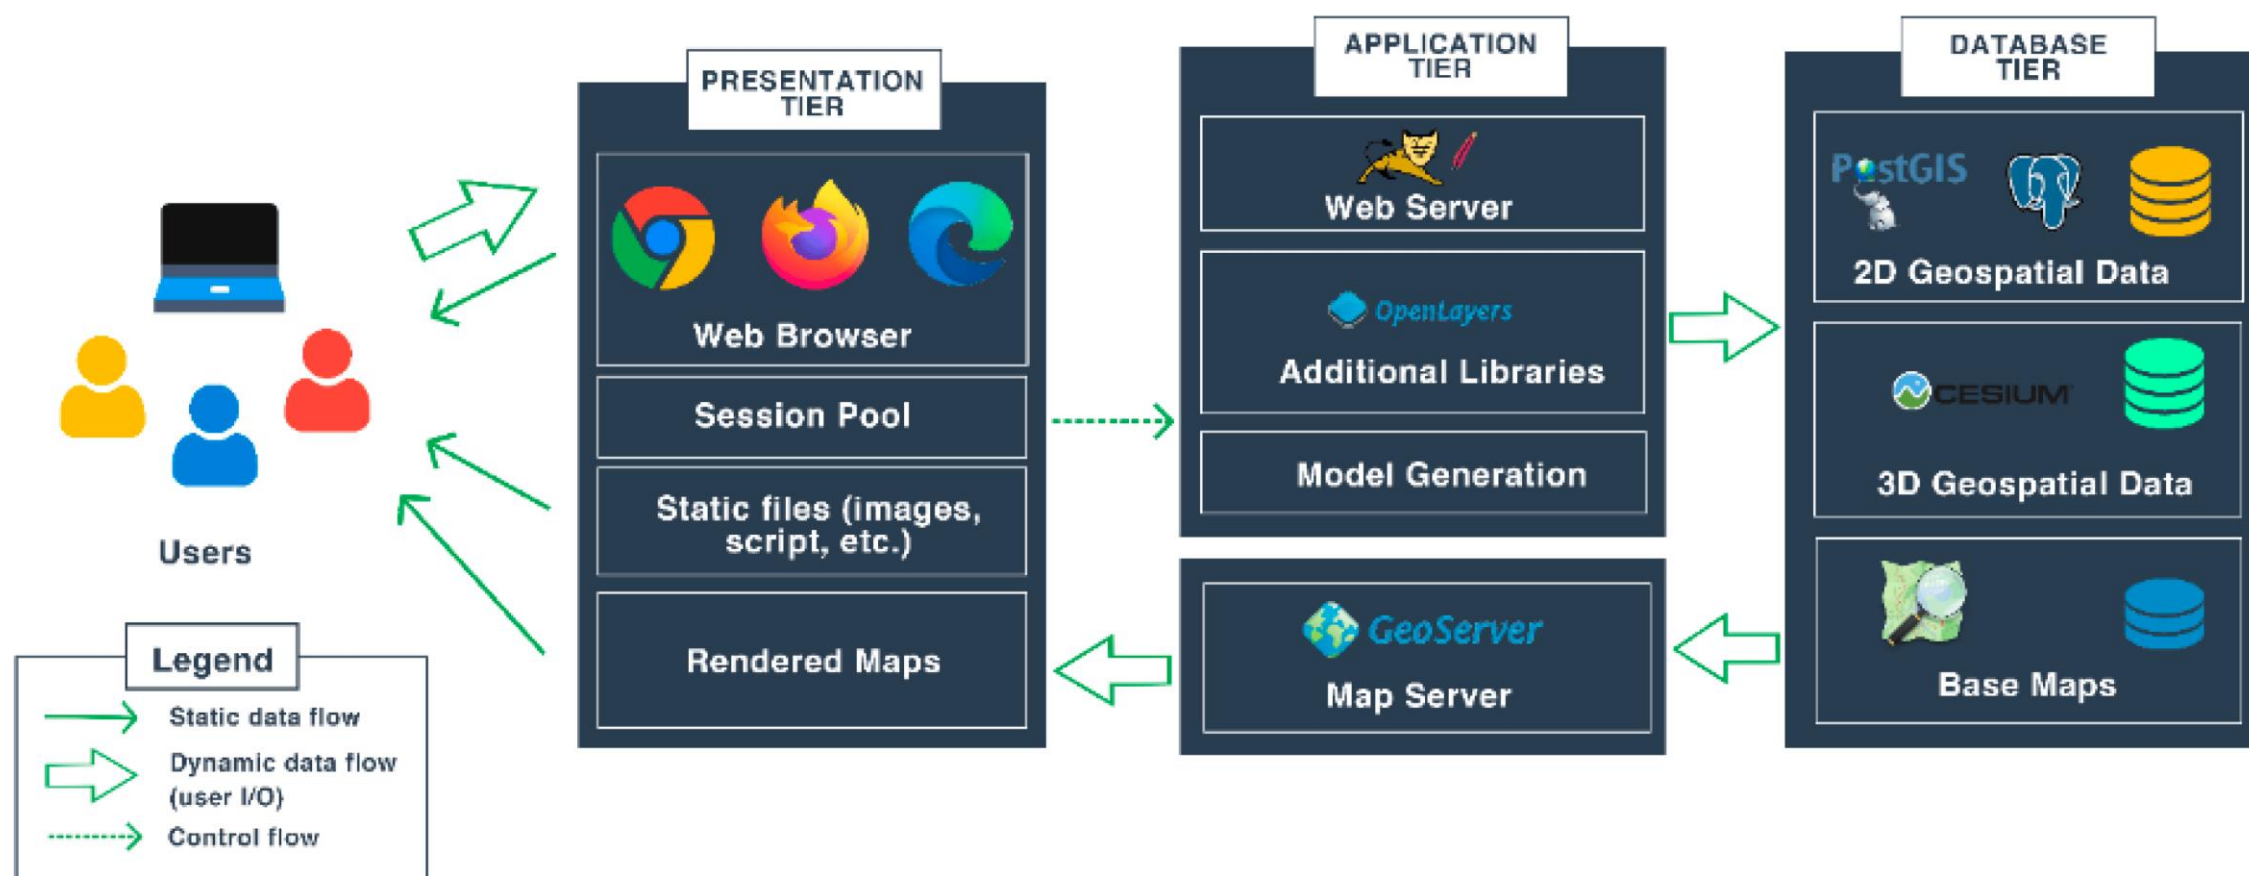 PRESENTATION
TIER
Web Browser
Session Pool
Static files (images,
script, etc.)
Rendered Maps
APPLICATION
TIER
Web Server
OpenLayers
Additional Libraries
Model Generation
GeoServer
Map Server
DATABASE
TIER
PostGIS
2D Geospatial Data
CESIUM
3D Geospatial Data
Base Maps
Users
Legend
Static data flow
Dynamic data flow
(user I/O)
Control flow